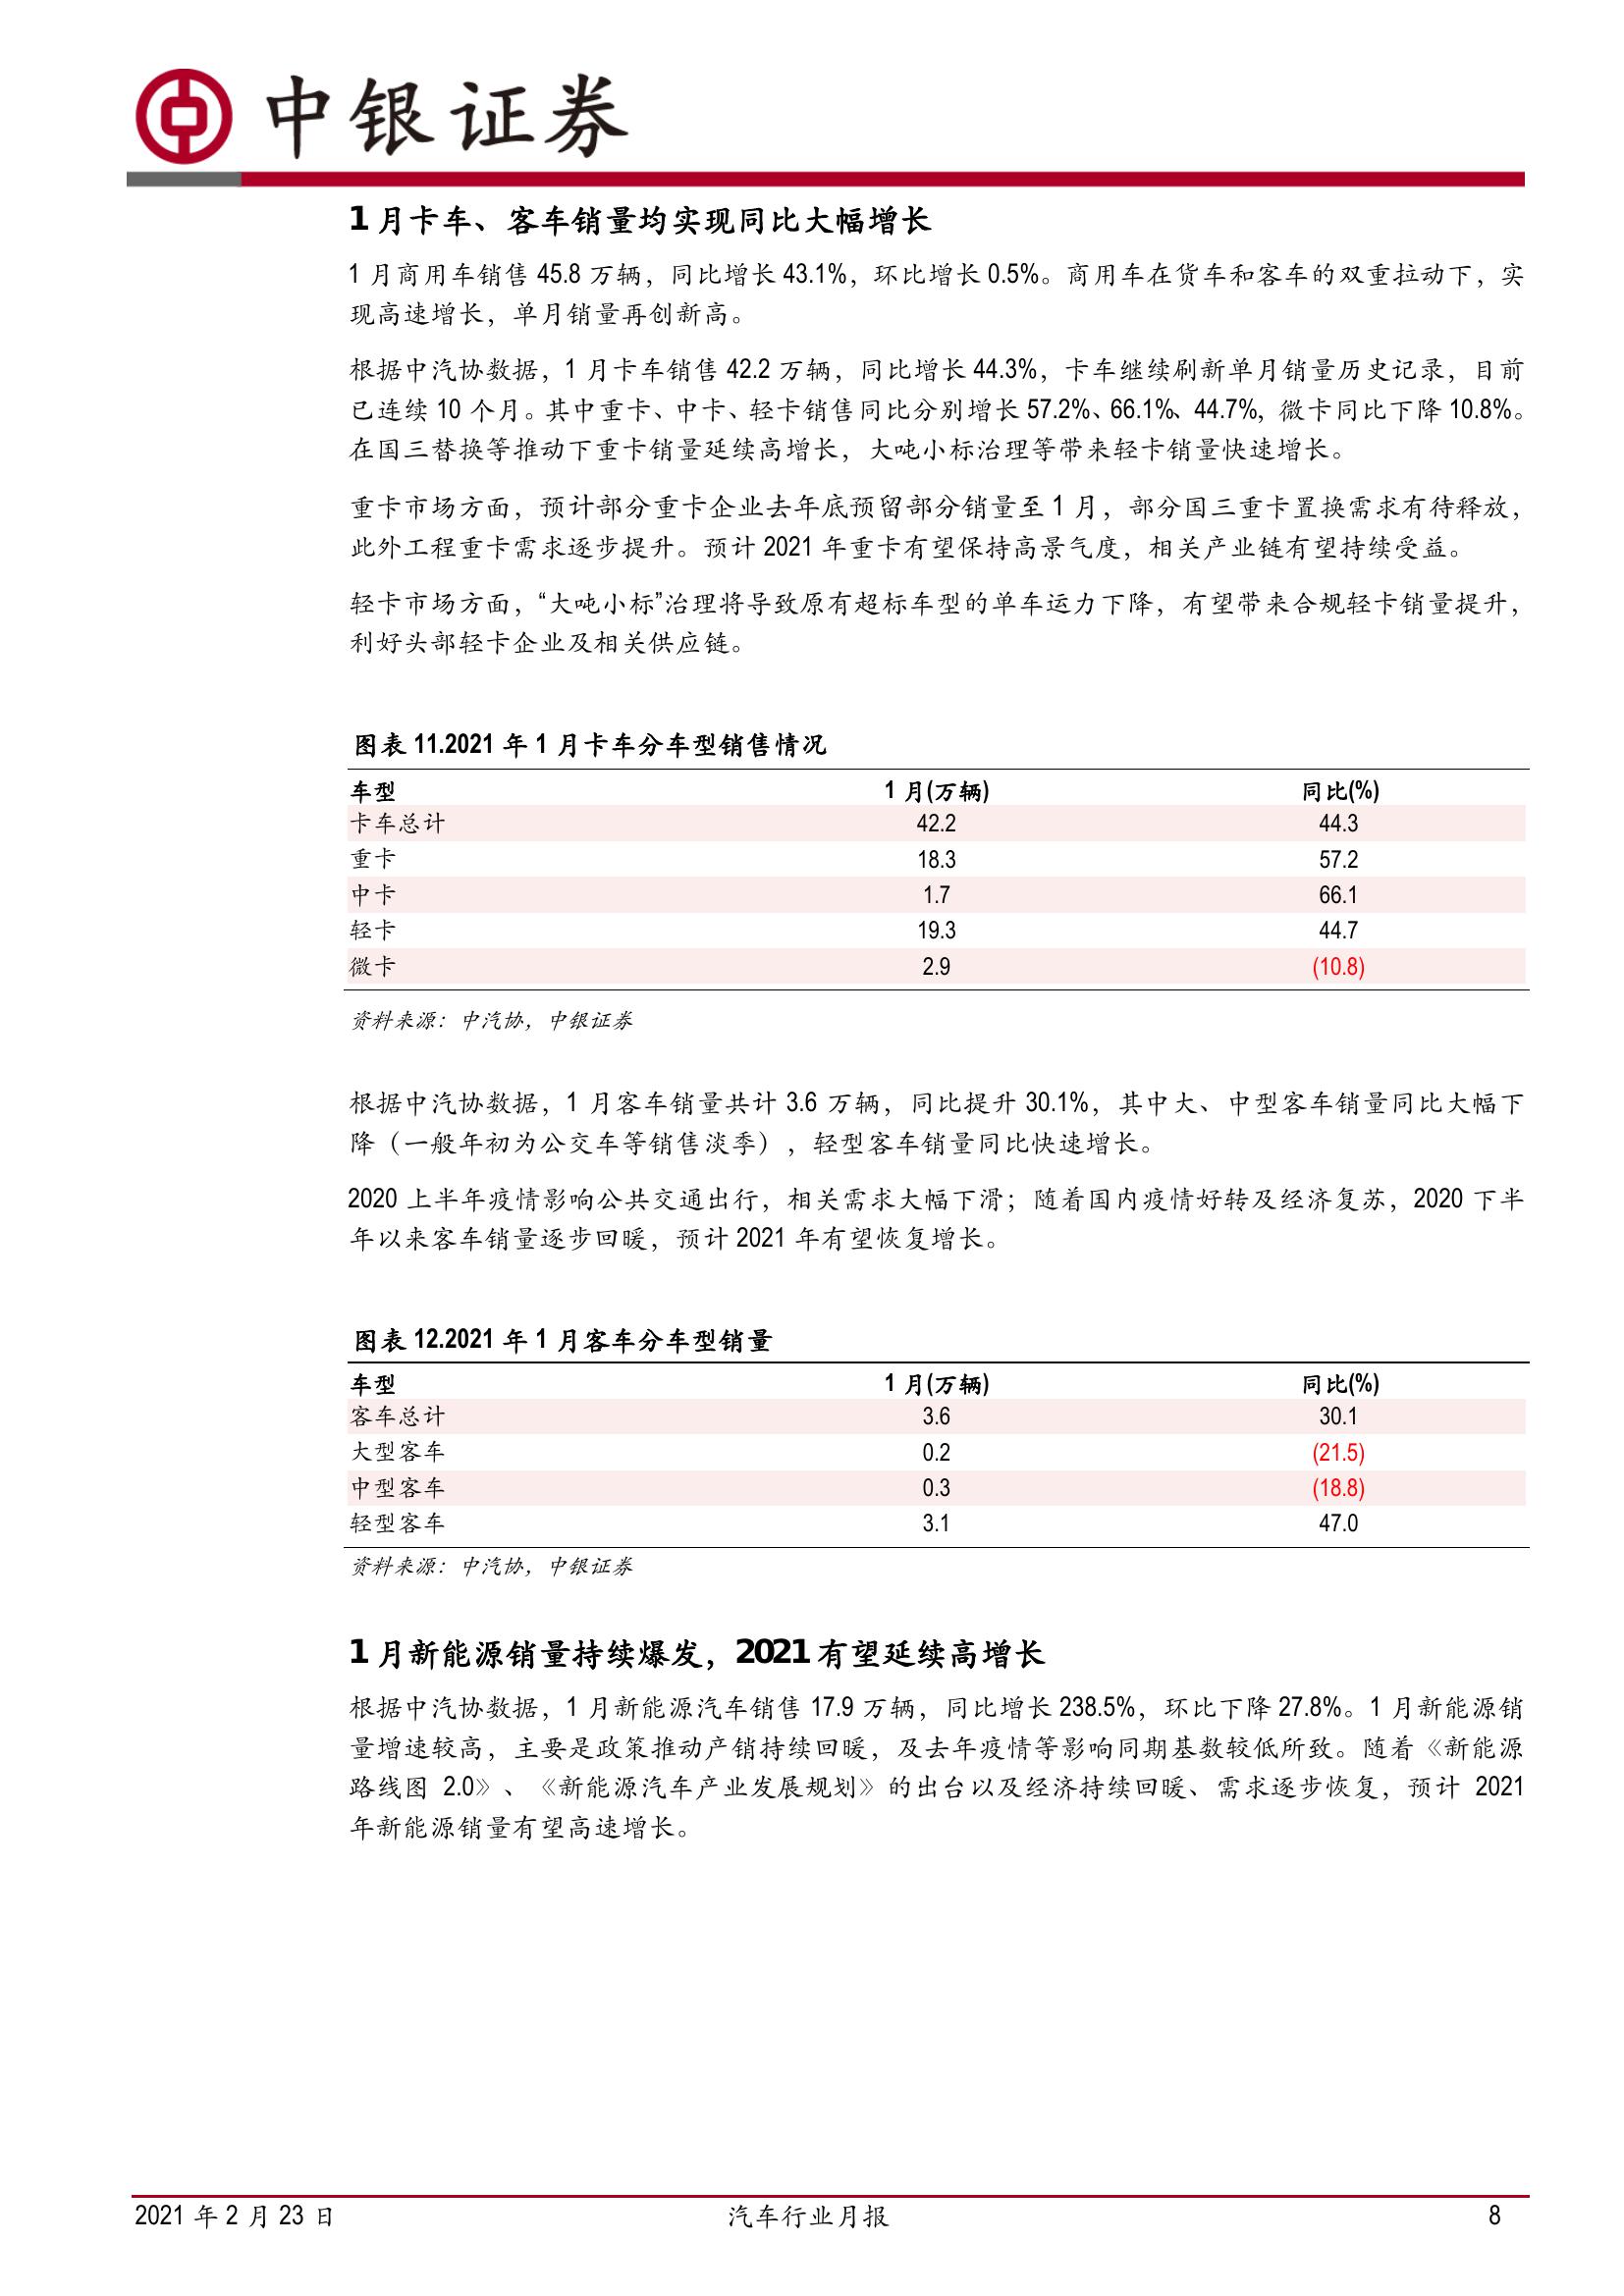 中银证券
1 月卡车、客车销量均实现同比大幅增长
1 月商用车销售 45.8 万辆，同比增长 43.1%，环比增长 0.5%。商用车在货车和客车的双重拉动下，实
现高速增长，单月销量再创新高。
根据中汽协数据，1 月卡车销售 42.2 万辆，同比增长 44.3%，卡车继续刷新单月销量历史记录，目前
已连续 10 个月。其中重卡、中卡、轻卡销售同比分别增长 57.2%、66.1%、44.7%，微卡同比下降 10.8%。
在国三替换等推动下重卡销量延续高增长，大吨小标治理等带来轻卡销量快速增长。
重卡市场方面，预计部分重卡企业去年底预留部分销量至 1 月，部分国三重卡置换需求有待释放，
此外工程重卡需求逐步提升。预计 2021 年重卡有望保持高景气度，相关产业链有望持续受益。
轻卡市场方面，“大吨小标”治理将导致原有超标车型的单车运力下降，有望带来合规轻卡销量提升，
利好头部轻卡企业及相关供应链。
图表 11.2021 年 1 月卡车分车型销售情况
车型 1 月(万辆) 同比(%)
卡车总计 42.2 44.3
重卡 18.3 57.2
中卡 1.7 66.1
轻卡 19.3 44.7
微卡 2.9 (10.8)
资料来源：中汽协，中银证券
根据中汽协数据，1 月客车销量共计 3.6 万辆，同比提升 30.1%，其中大、中型客车销量同比大幅下
降（一般年初为公交车等销售淡季），轻型客车销量同比快速增长。
2020 上半年疫情影响公共交通出行，相关需求大幅下滑；随着国内疫情好转及经济复苏，2020 下半
年以来客车销量逐步回暖，预计 2021 年有望恢复增长。
图表 12.2021 年 1 月客车分车型销量
车型 1 月(万辆) 同比(%)
客车总计 3.6 30.1
大型客车 0.2 (21.5)
中型客车 0.3 (18.8)
轻型客车 3.1 47.0
资料来源：中汽协，中银证券
1 月新能源销量持续爆发，2021 有望延续高增长
根据中汽协数据，1 月新能源汽车销售 17.9 万辆，同比增长 238.5%，环比下降 27.8%。1 月新能源销
量增速较高，主要是政策推动产销持续回暖，及去年疫情等影响同期基数较低所致。随着《新能源
路线图 2.0》、《新能源汽车产业发展规划》的出台以及经济持续回暖、需求逐步恢复，预计 2021
年新能源销量有望高速增长。
2021 年 2 月 23 日 汽车行业月报 8